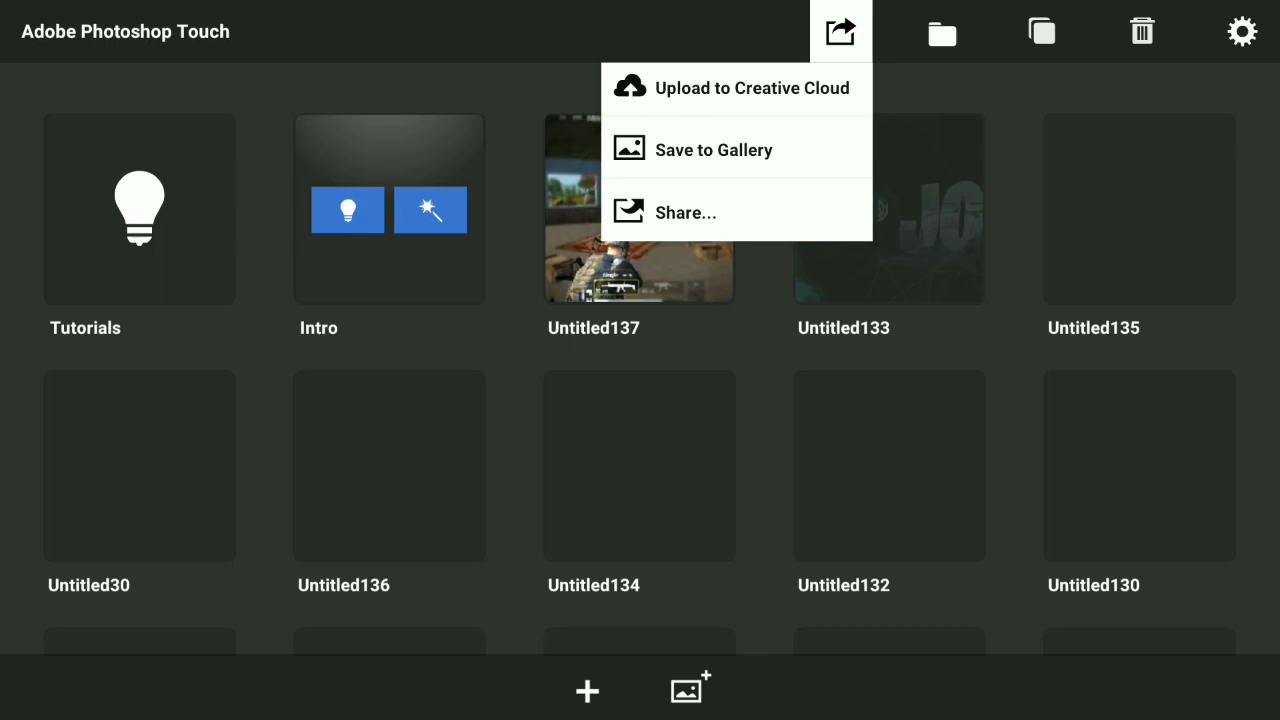 Adobe Photoshop Touch
Upload to Creative Cloud
Save to Gallery
Share...
JO
Tutorials
Intro
Untitled137
Untitled133
Untitled135
Untitled30
Untitled136
Untitled134
Untitled132
Untitled130